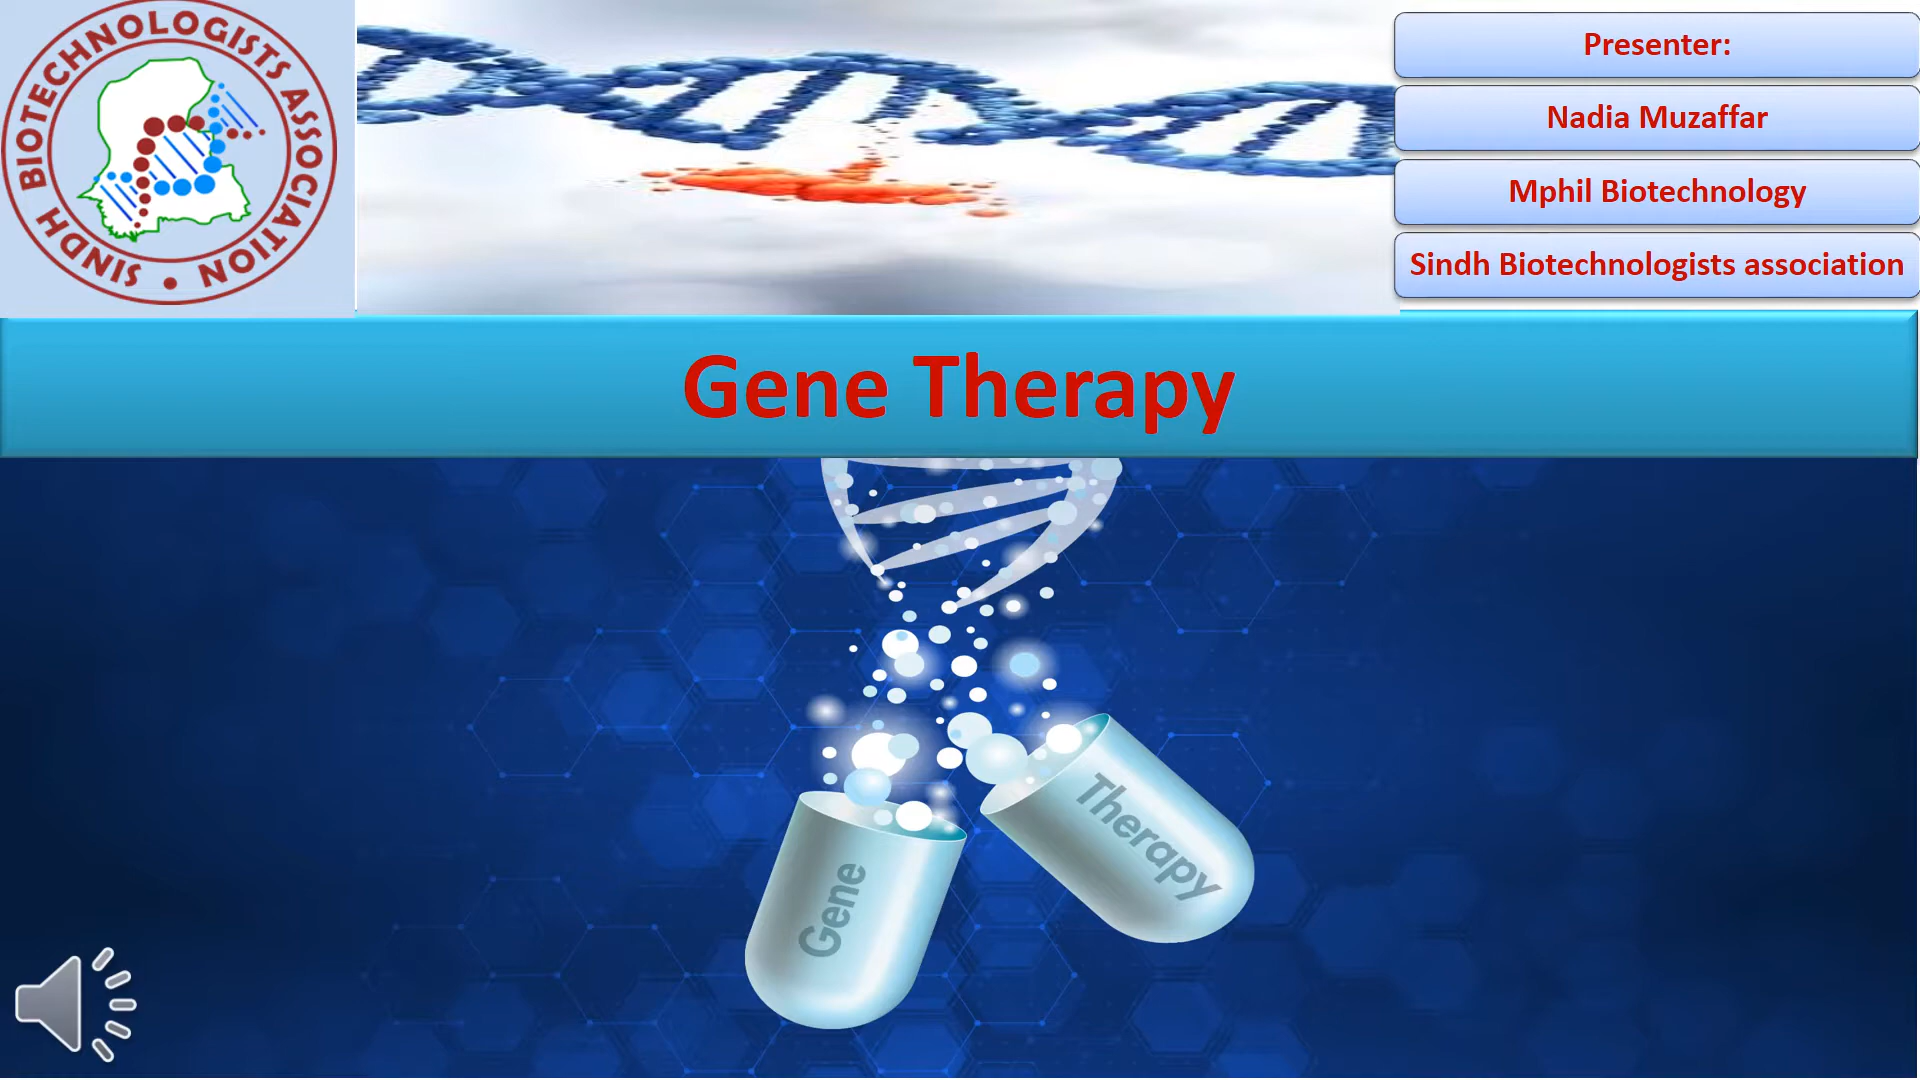 SINDH BIOTECHNOLOGISTS ASSOCIATION •
Presenter:
Nadia Muzaffar
Mphil Biotechnology
Sindh Biotechnologists association
Gene Therapy
Gene
Therapy